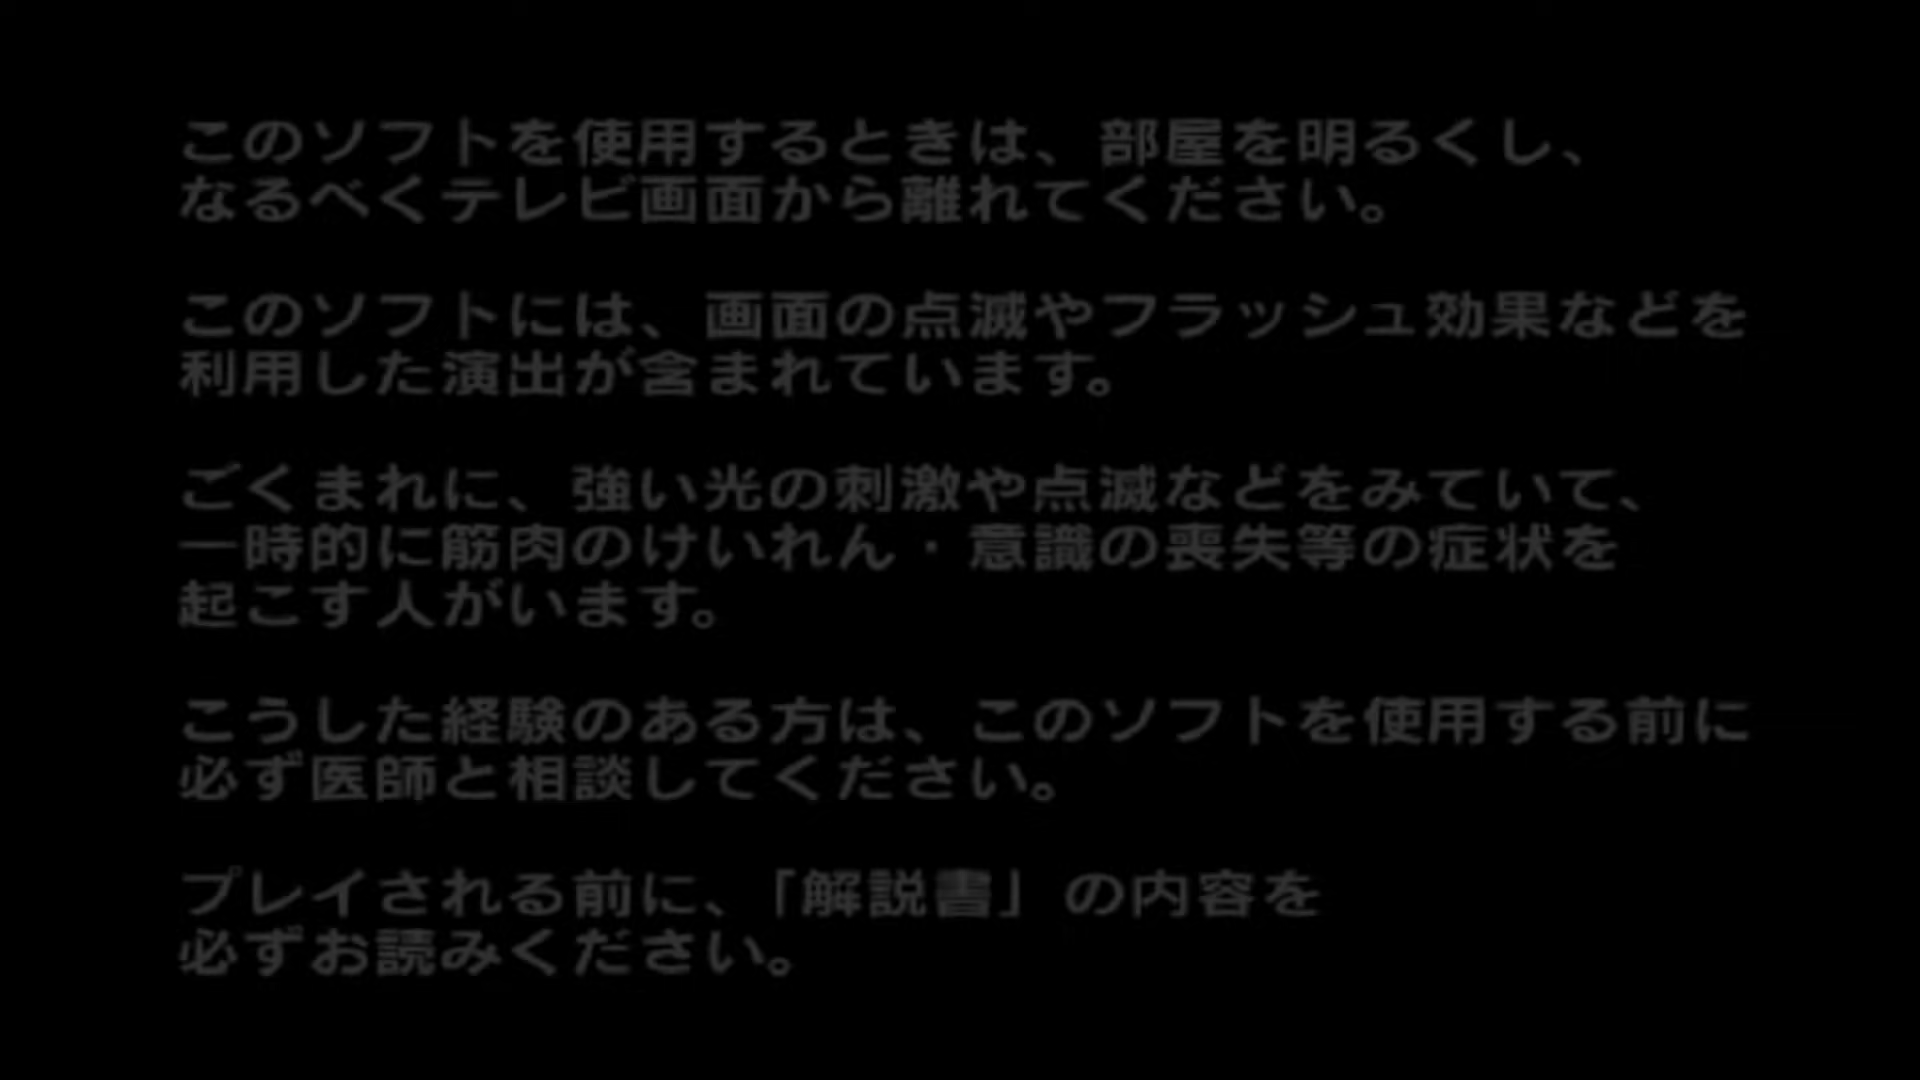 このソフトを使用するときは、部屋を明るくし、
なるべくテレビ画面から離れてください。
このソフトには、画面の点滅やフラッシュ効果などを
利用した演出が含まれています。
ごくまれに、強い光の刺激や点滅などをみていて、
一時的に筋肉のけいれん・意識の喪失等の症状を
起こす人がいます。
こうした経験のある方は、このソフトを使用する前に
必ず医師と相談してください。
プレイされる前に、「解説書」の内容を
必ずお読みください。